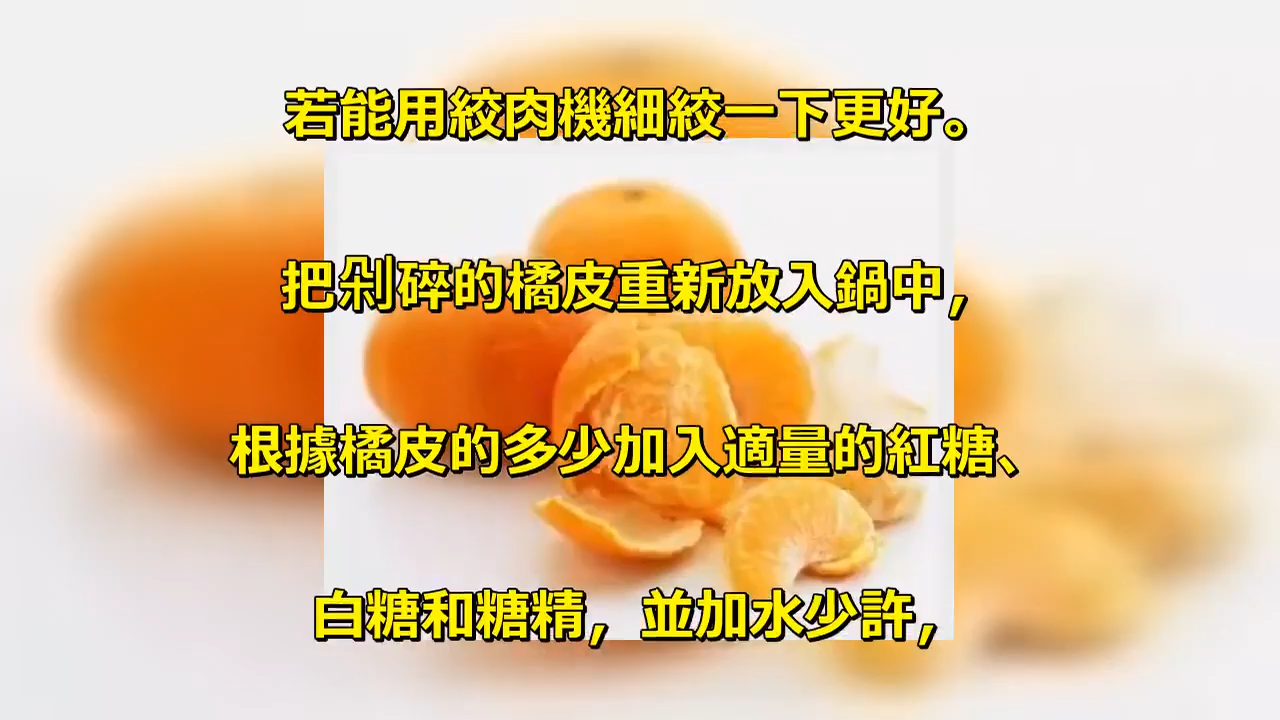 若能用絞肉機細絞一下更好。
把剁碎的橘皮重新放入鍋中，
根據橘皮的多少加入適量的紅糖、
白糖和糖精，並加水少許，